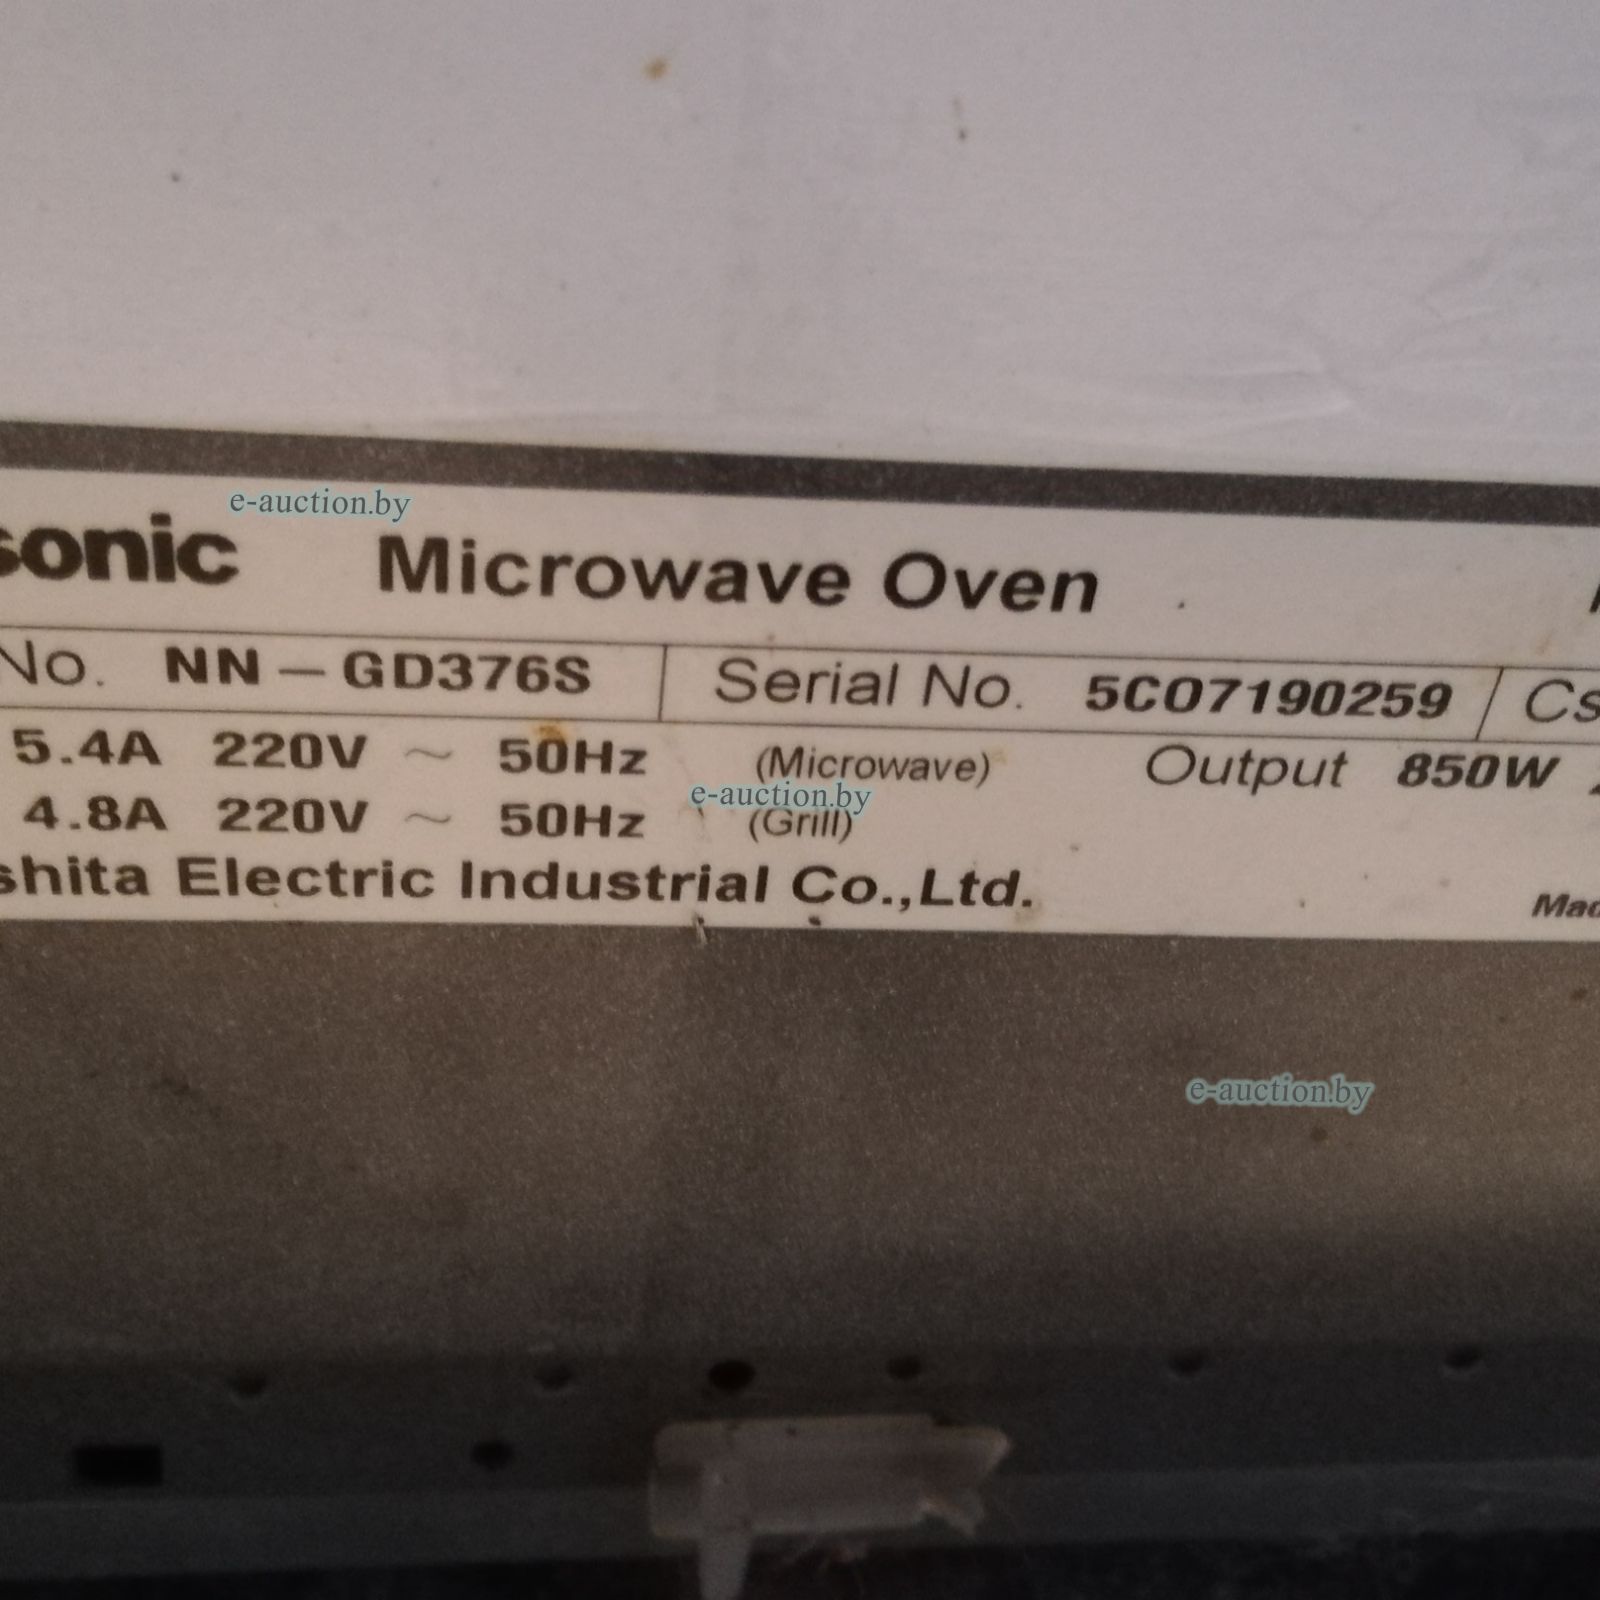 e-auction.by
sonic Microwave Oven
No. NN-GD376S Serial No. 5C07190259 Cs
5.4A 220V ~ 50Hz (Microwave) Output 850W
e-auction.by
4.8A 220V ~ 50Hz (Grill)
shita Electric Industrial Co.,Ltd. Mad
e-auction.by